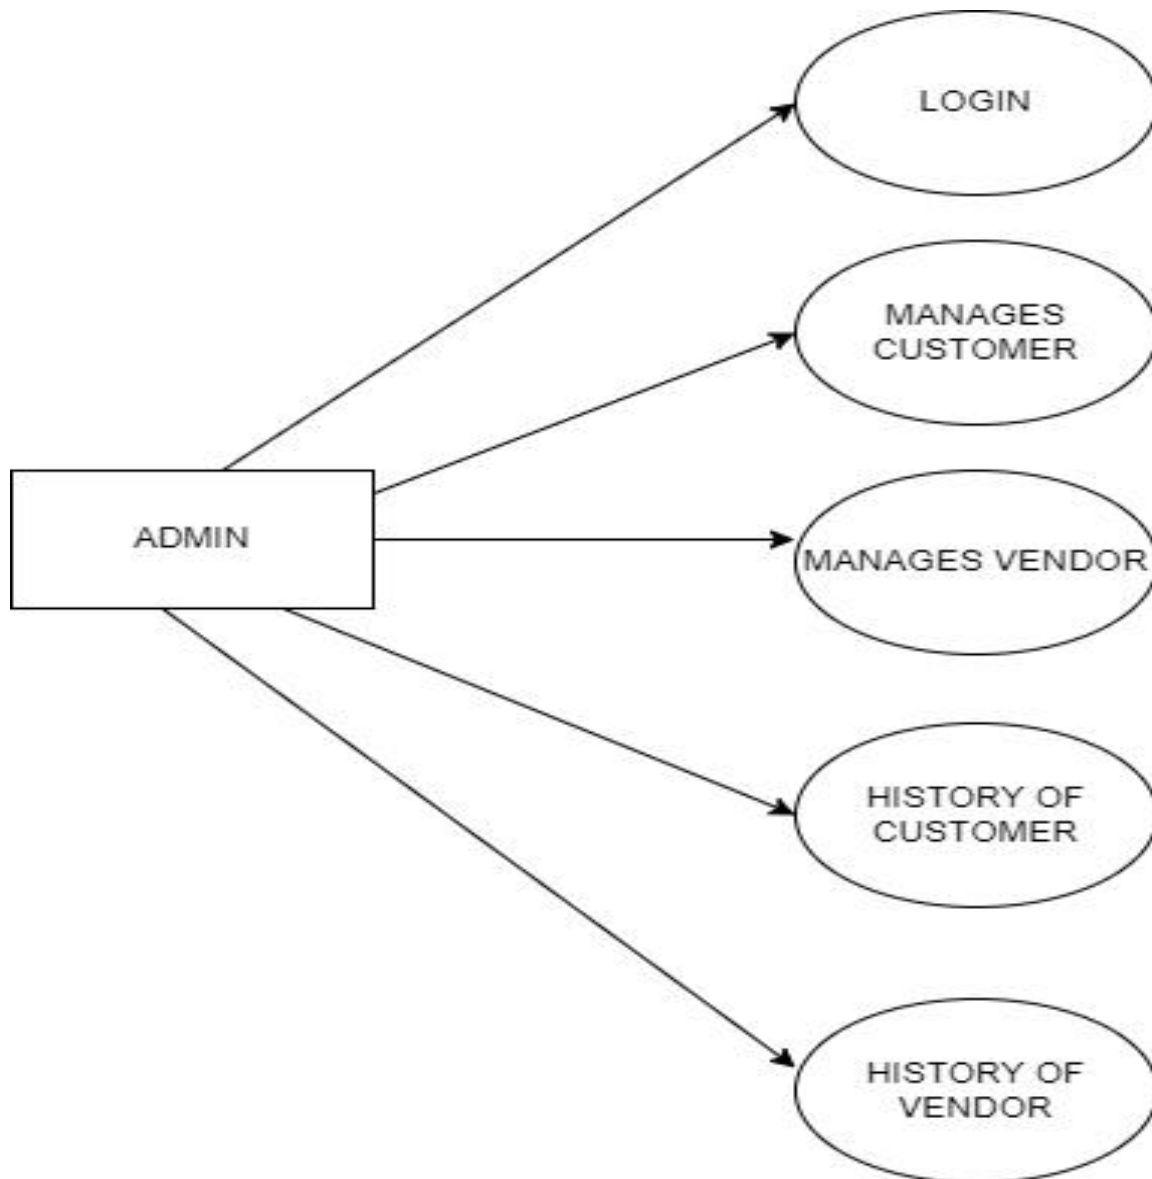 LOGIN
MANAGES
CUSTOMER
ADMIN
MANAGES VENDOR
HISTORY OF
CUSTOMER
HISTORY OF
VENDOR